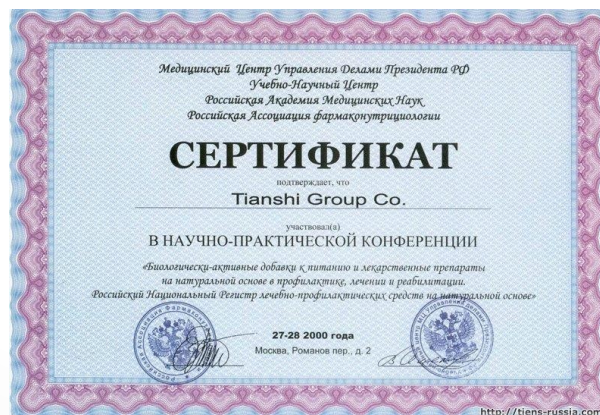 Медицинский Центр Управления Делами Президента РФ
Учебно-Научный Центр
Российская Академия Медицинских Наук
Российская Ассоциация фармаконутрициологии
СЕРТИФИКАТ
подтверждает, что
Tianshi Group Co.
участвовал(а)
В НАУЧНО-ПРАКТИЧЕСКОЙ КОНФЕРЕНЦИИ
«Биологически-активные добавки к питанию и лекарственные препараты
на натуральной основе в профилактике, лечении и реабилитации.
Российский Национальный Регистр лечебно-профилактических средств на натуральной основе»
27-28 2000 года
Москва, Романов пер., д. 2
http://tiens-russia.com